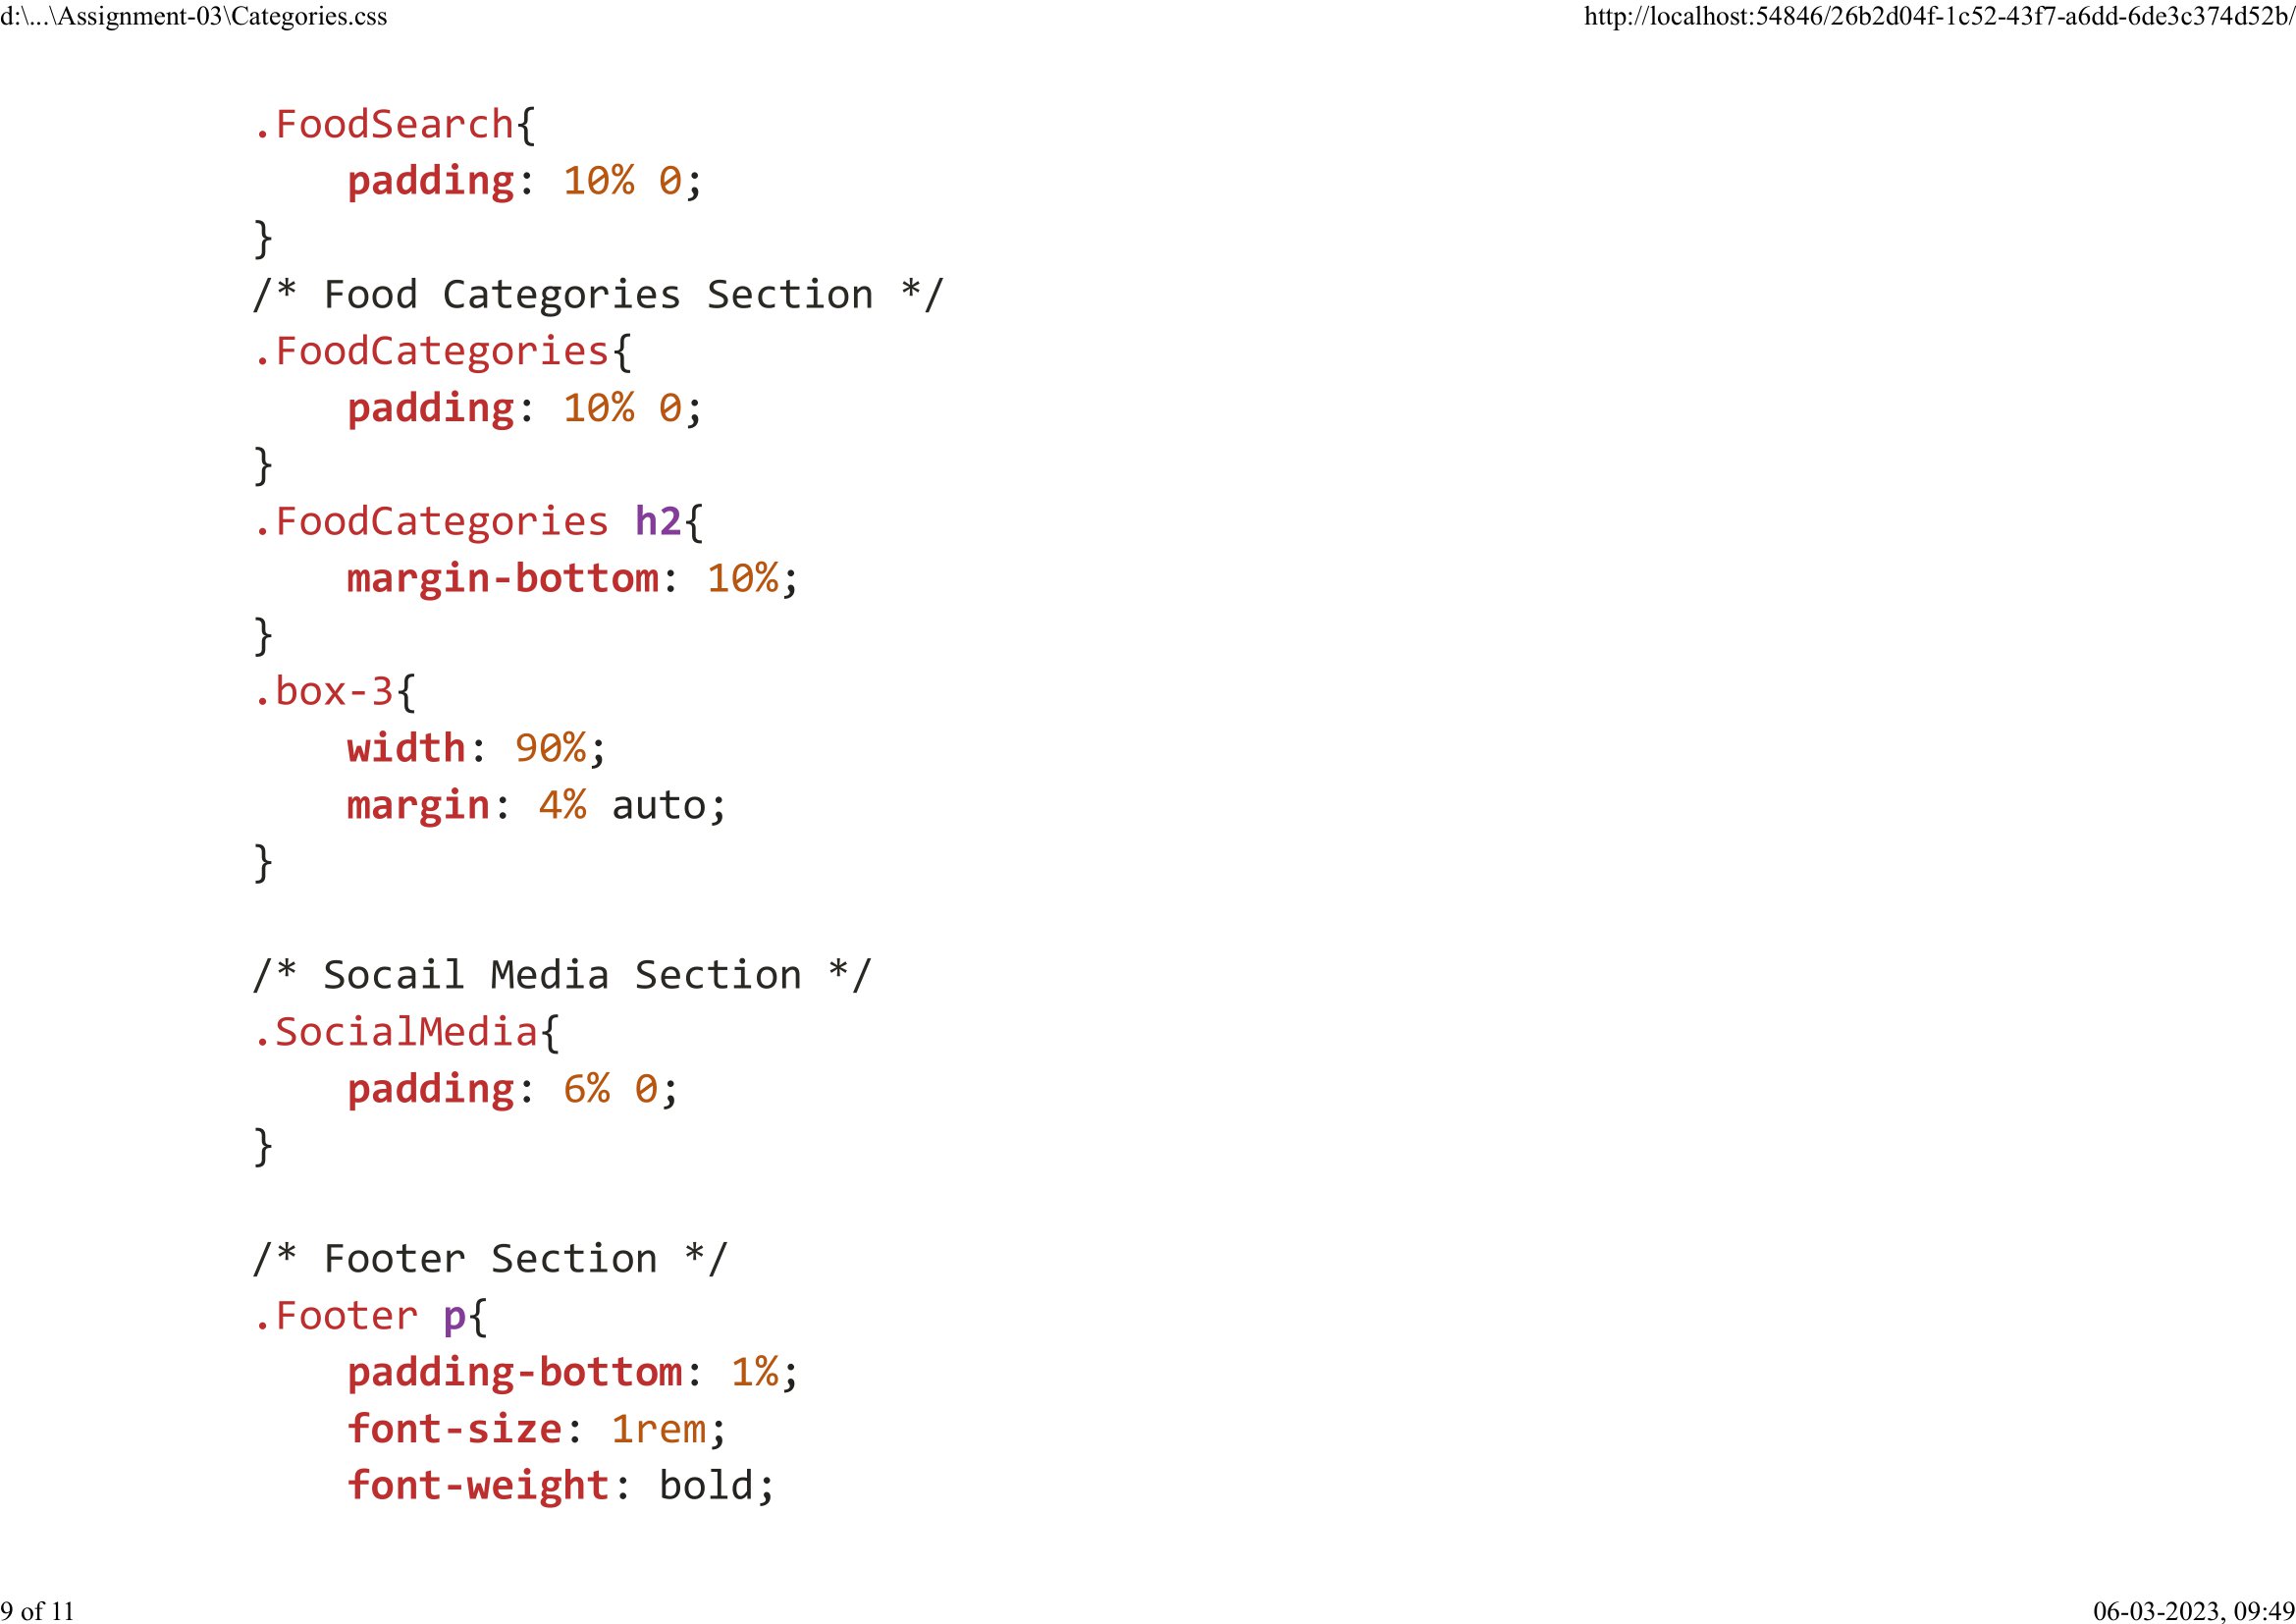 d:\...\Assignment-03\Categories.css http://localhost:54846/26b2d04f-1c52-43f7-a6dd-6de3c374d52b/
.FoodSearch{
    padding: 10% 0;
}
/* Food Categories Section */
.FoodCategories{
    padding: 10% 0;
}
.FoodCategories h2{
    margin-bottom: 10%;
}
.box-3{
    width: 90%;
    margin: 4% auto;
}
/* Socail Media Section */
.SocialMedia{
    padding: 6% 0;
}
/* Footer Section */
.Footer p{
    padding-bottom: 1%;
    font-size: 1rem;
    font-weight: bold;
9 of 11 06-03-2023, 09:49